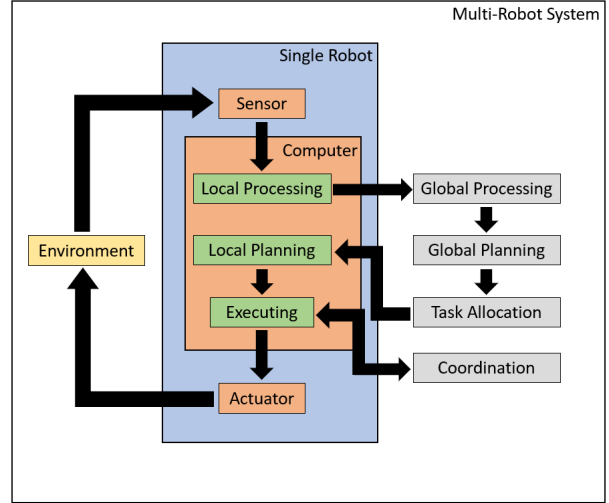 Multi-Robot System
Single Robot
Sensor
Computer
Local Processing
Global Processing
Environment
Local Planning
Global Planning
Executing
Task Allocation
Coordination
Actuator